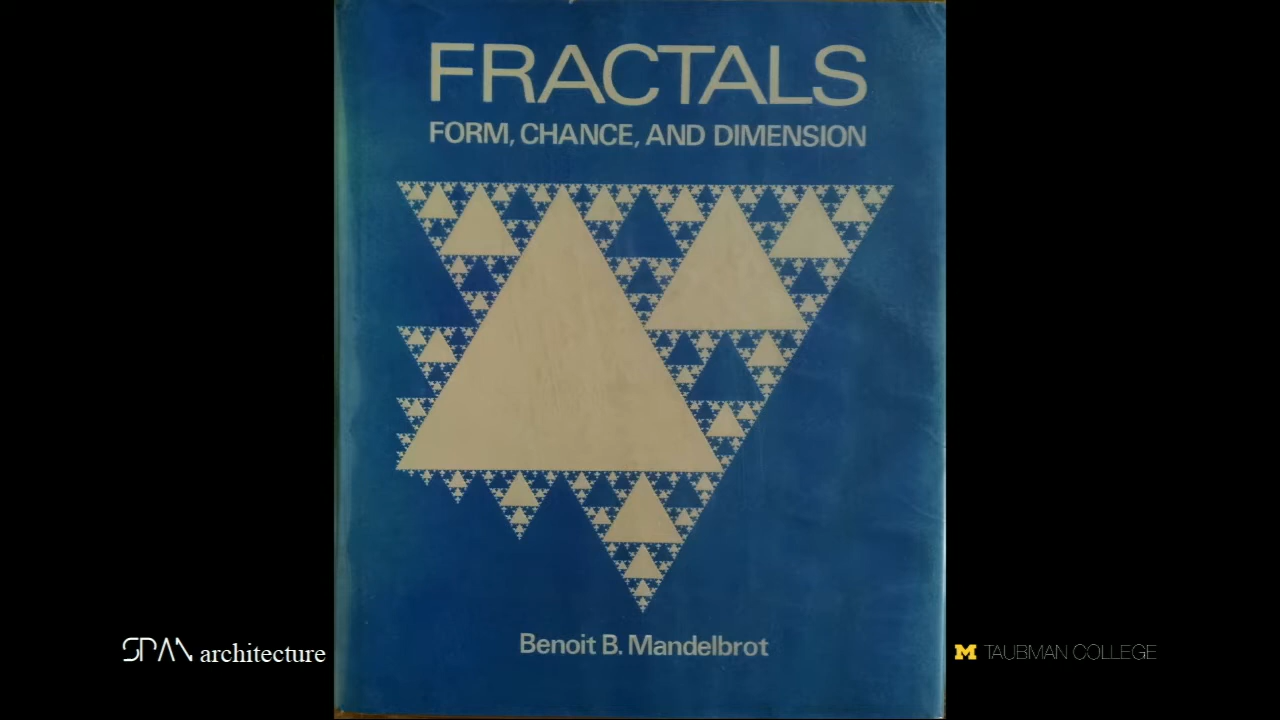 FRACTALS
FORM, CHANCE, AND DIMENSION
Benoit B. Mandelbrot
SPAN architecture
M TAUBMAN COLLEGE